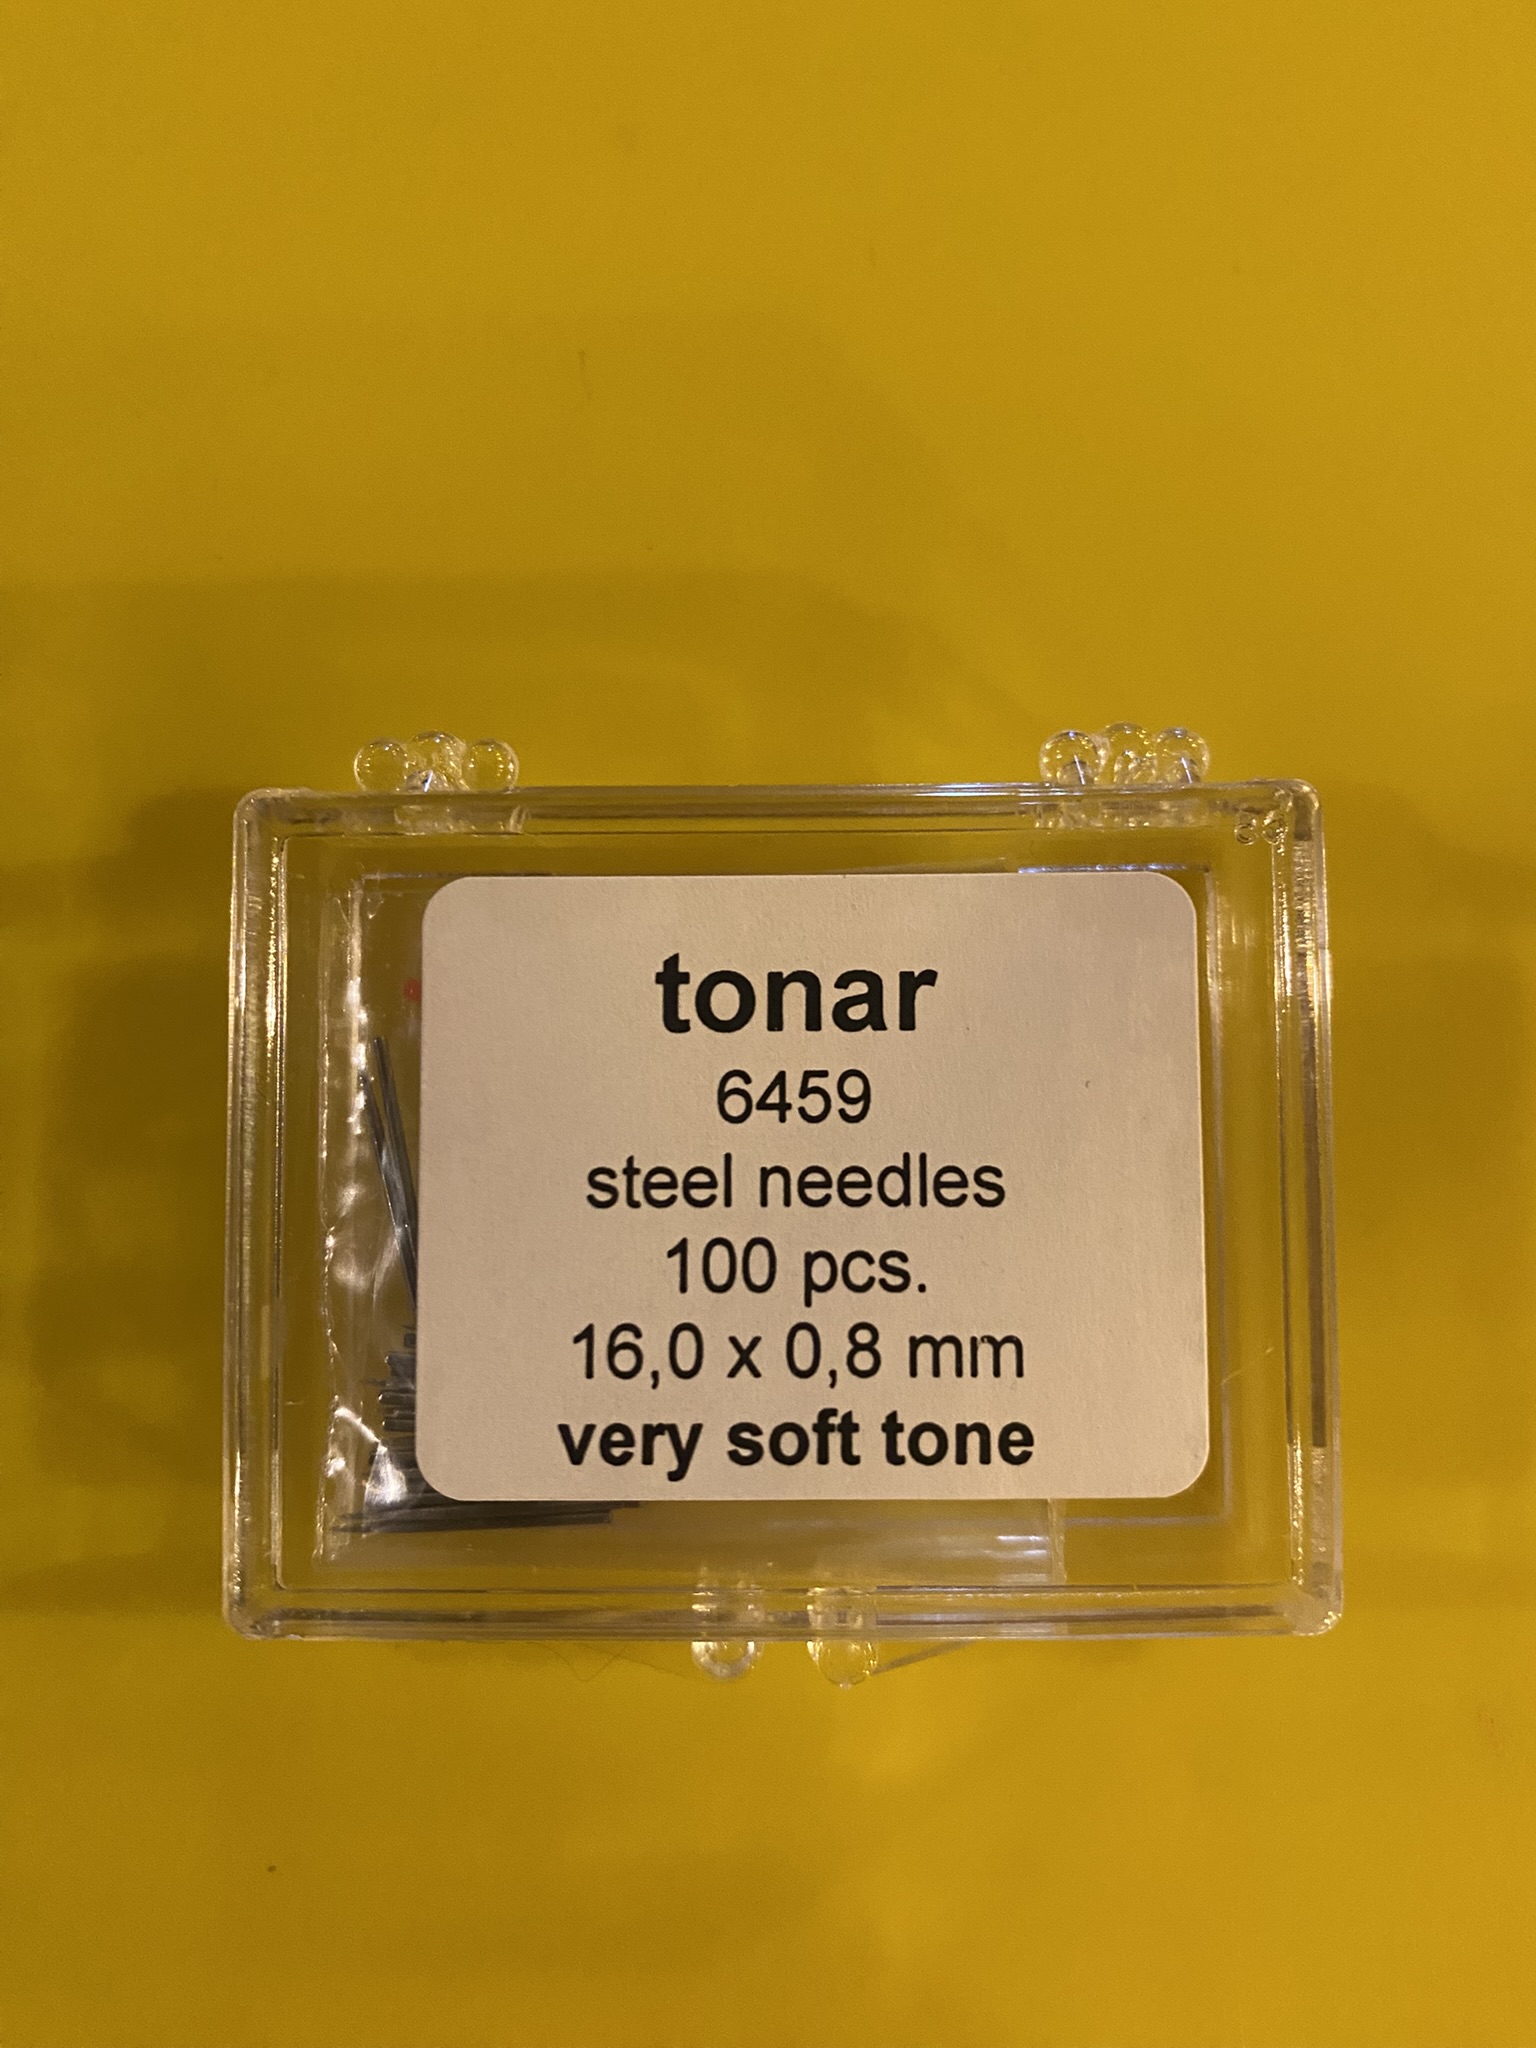 tonar
6459
steel needles
100 pcs.
16,0 x 0,8 mm
very soft tone